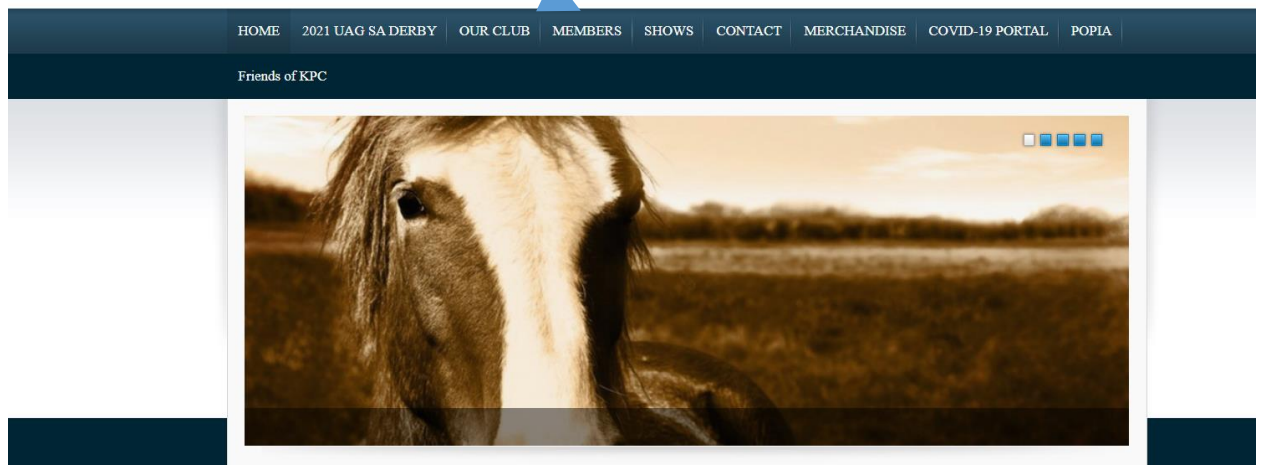 HOME 2021 UAG SA DERBY OUR CLUB MEMBERS SHOWS CONTACT MERCHANDISE COVID-19 PORTAL POPIA
Friends of KPC